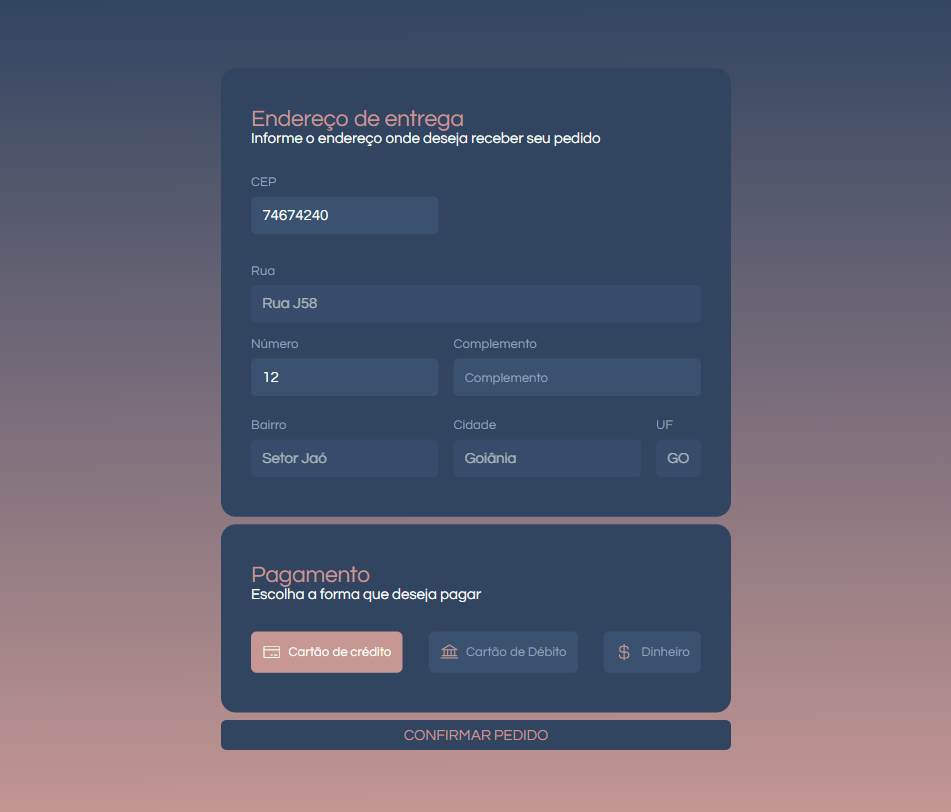 Endereço de entrega
Informe o endereço onde deseja receber seu pedido
CEP
74674240
Rua
Rua J58
Número
Complemento
12
Complemento
Bairro
Cidade
UF
Setor Jaó
Goiânia
GO
Pagamento
Escolha a forma que deseja pagar
Cartão de crédito
Cartão de Débito
Dinheiro
CONFIRMAR PEDIDO